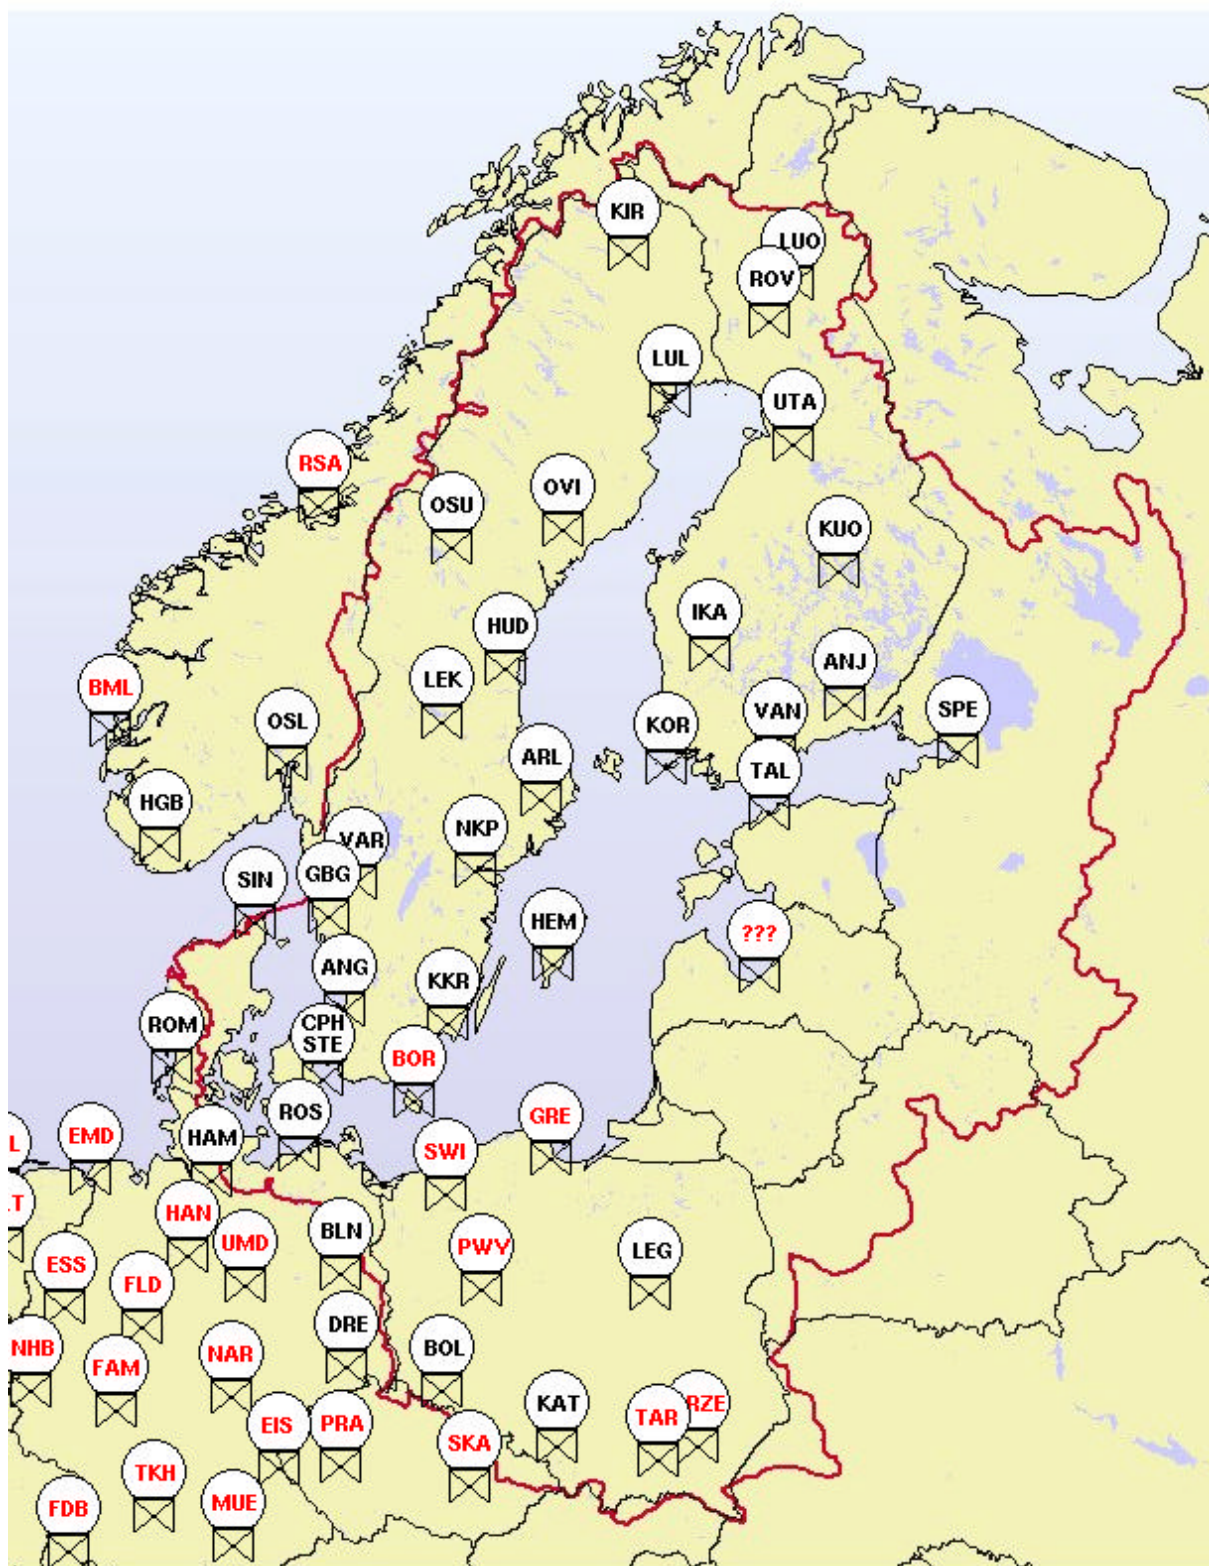 KIR
LUO
ROV
LUL
UTA
RSA
OSU
OVI
KUO
IKA
HUD
ANJ
LEK
BML
OSL
KOR
VAN
SPE
ARL
TAL
HGB
VAR
NKP
GBG
SIN
HEM
???
ANG
KKR
ROM
CPH
STE
BOR
ROS
GRE
L
EMD
HAM
SWI
T
HAN
UMD
BLN
PWY
LEG
ESS
FLD
DRE
NHB
FAM
NAR
BOL
KAT
TAR
RZE
EIS
PRA
SKA
TKH
FDB
MUE